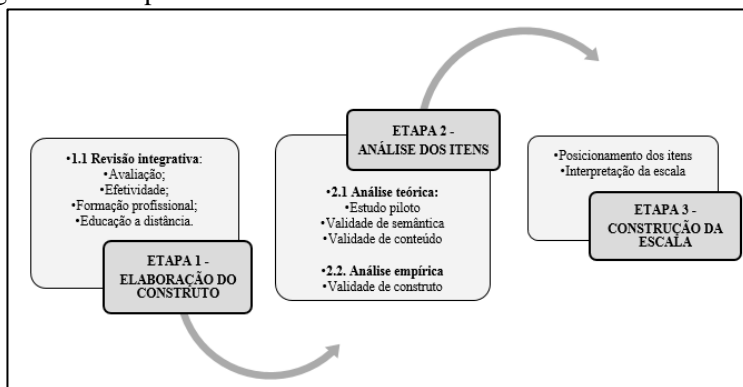 •1.1 Revisão integrativa:
•Avaliação;
•Efetividade;
•Formação profissional;
•Educação a distância.
ETAPA 1 -
ELABORAÇÃO DO
CONSTRUTO
ETAPA 2 -
ANÁLISE DOS ITENS
•2.1 Análise teórica:
•Estudo piloto
•Validade de semântica
•Validade de conteúdo
•2.2. Análise empírica
•Validade de construto
•Posicionamento dos itens
•Interpretação da escala
ETAPA 3 -
CONSTRUÇÃO DA
ESCALA